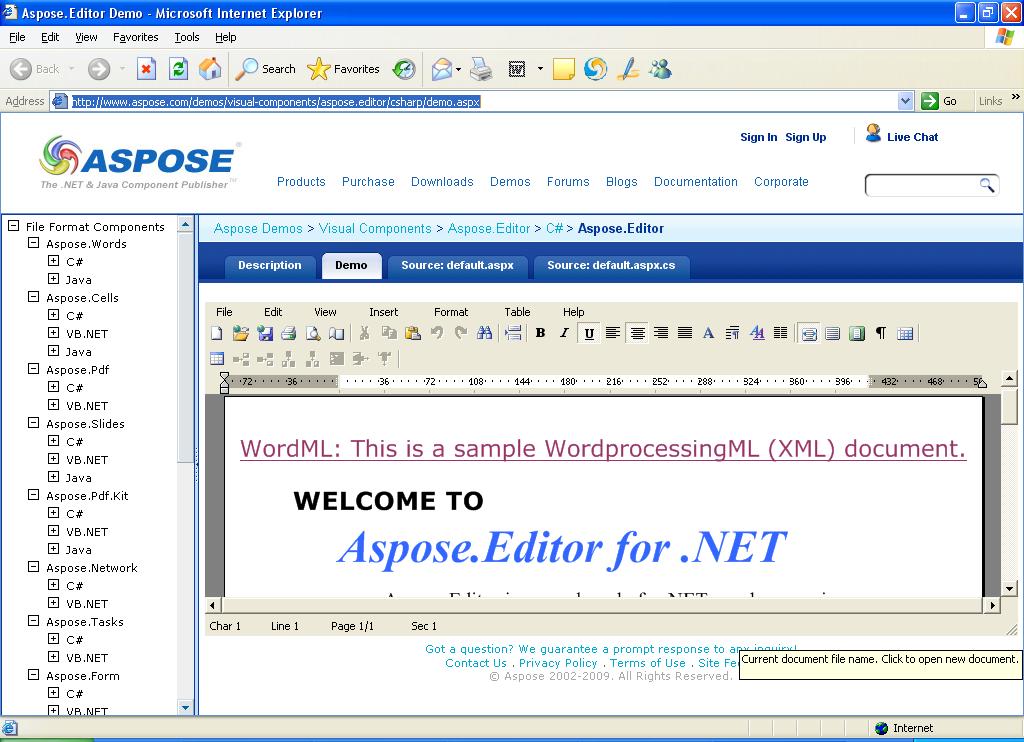 Aspose.Editor Demo - Microsoft Internet Explorer
File Edit View Favorites Tools Help
Back Search Favorites
Address http://www.aspose.com/demos/visual-components/aspose.editor/csharp/demo.aspx Go Links »
Sign In Sign Up Live Chat
ASPOSE®
The .NET & Java Component Publisher™
Products Purchase Downloads Demos Forums Blogs Documentation Corporate
File Format Components
Aspose.Words
C#
Java
Aspose.Cells
C#
VB.NET
Java
Aspose.Pdf
C#
VB.NET
Aspose.Slides
C#
VB.NET
Java
Aspose.Pdf.Kit
C#
VB.NET
Java
Aspose.Network
C#
VB.NET
Aspose.Tasks
C#
VB.NET
Aspose.Form
C#
VB.NET
Aspose Demos > Visual Components > Aspose.Editor > C# > Aspose.Editor
Description Demo Source: default.aspx Source: default.aspx.cs
File Edit View Insert Format Table Help
B I U A
72 36 36 72 108 144 180 216 252 288 324 360 396 432 468
WordML: This is a sample WordprocessingML (XML) document.
WELCOME TO
Aspose.Editor for .NET
Char 1 Line 1 Page 1/1 Sec 1
Got a question? We guarantee a prompt response to any inquiry!
Contact Us . Privacy Policy . Terms of Use . Site
© Aspose 2002-2009. All Rights Reserved.
Current document file name. Click to open new document.
Internet